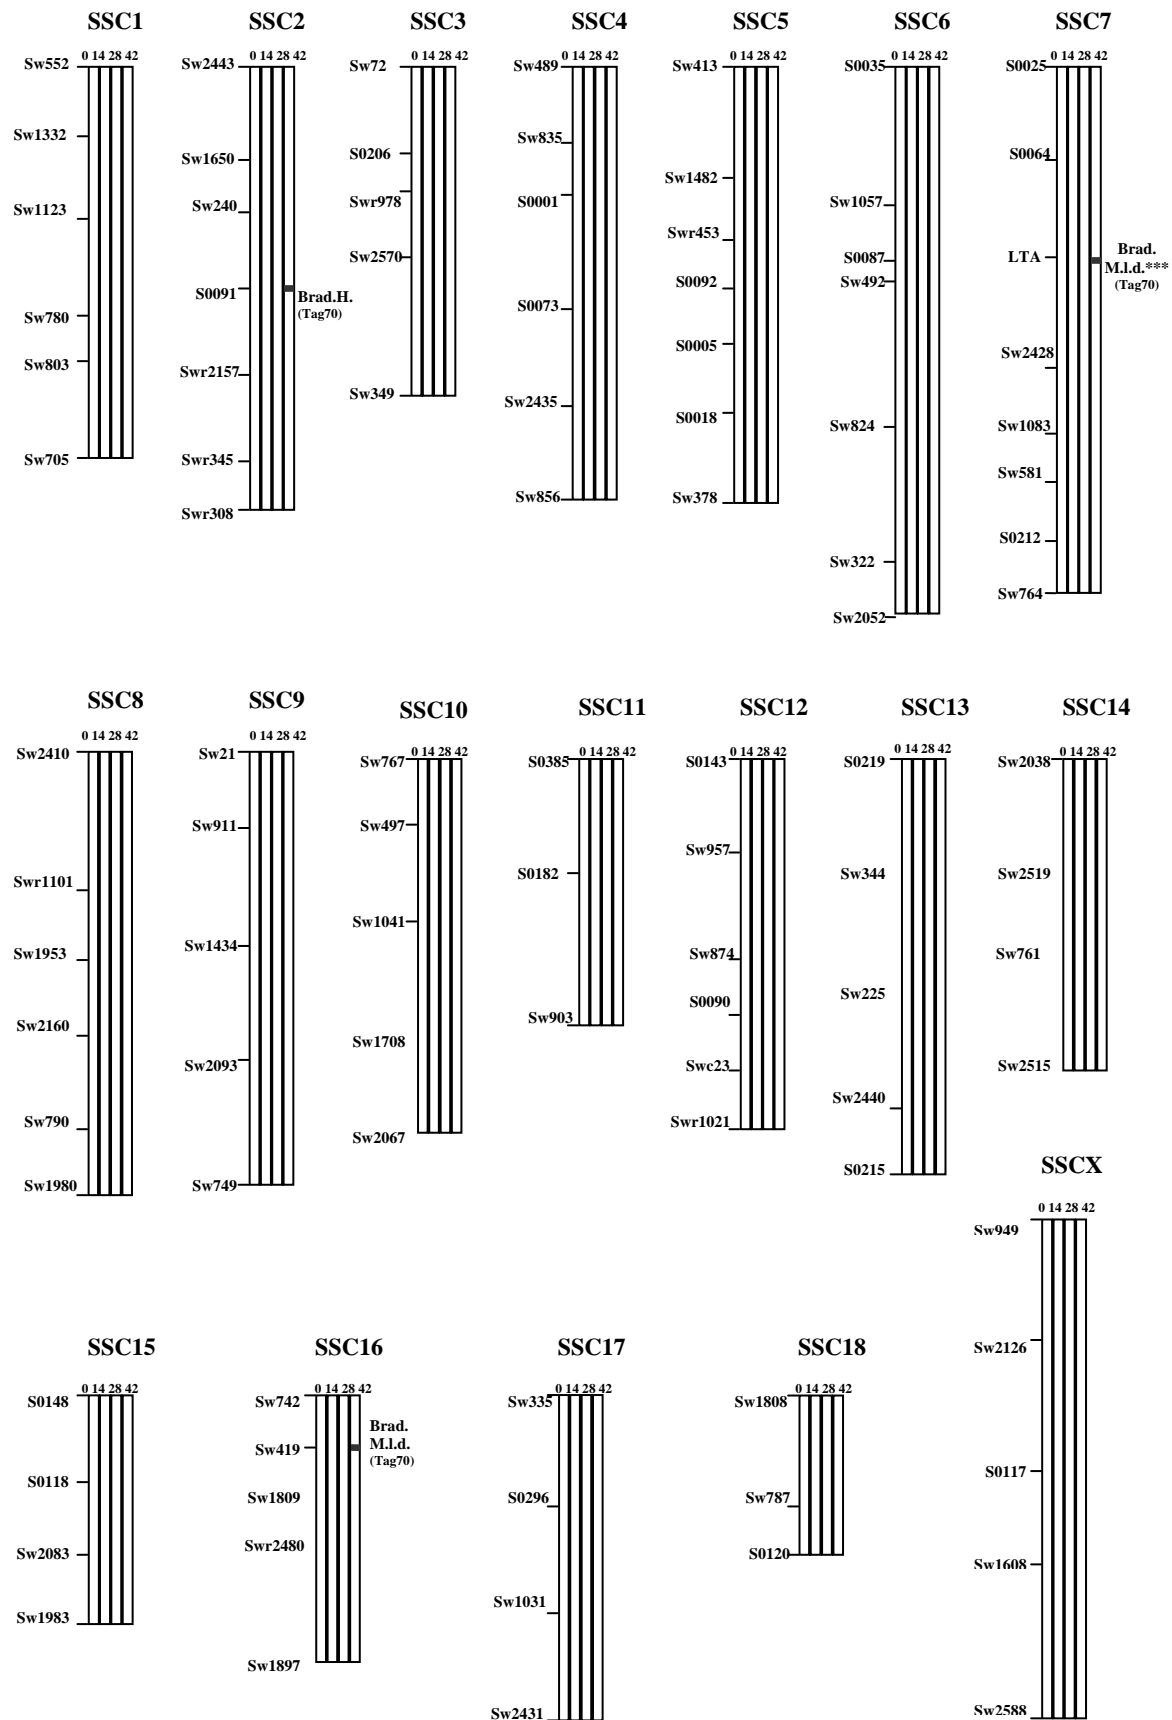 SSC1 SSC2 SSC3 SSC4 SSC5 SSC6 SSC7
0 14 28 42 0 14 28 42 0 14 28 42 0 14 28 42 0 14 28 42 0 14 28 42 0 14 28 42
Sw552 Sw2443 Sw72 Sw489 Sw413 S0035 S0025
Sw1332 Sw1650 S0206 Sw835 Sw1482 Sw1057 S0064
Sw1123 Sw240 Swr978 S0001 Swr453 S0087 LTA Brad.
M.l.d.***
(Tag70)
Sw780 S0091 Brad.H. Sw2570 S0073 S0092 Sw492 Sw2428
(Tag70)
Sw803 Swr2157 Sw349 Sw2435 S0005 Sw824 Sw1083
Sw705 Swr345 Sw856 S0018 Sw322 Sw581
Swr308 Sw378 Sw2052 S0212
Sw764
SSC8 SSC9 SSC10 SSC11 SSC12 SSC13 SSC14
0 14 28 42 0 14 28 42 0 14 28 42 0 14 28 42 0 14 28 42 0 14 28 42 0 14 28 42
Sw2410 Sw21 Sw767 S0385 S0143 S0219 Sw2038
Swr1101 Sw911 Sw497 S0182 Sw957 Sw344 Sw2519
Sw1953 Sw1434 Sw1041 Sw903 Sw874 Sw225 Sw761
Sw2160 Sw2093 Sw1708 S0090 Sw2440 Sw2515
Sw790 Sw749 Sw2067 Swc23 S0215
Sw1980 Swr1021
SSCX
0 14 28 42
Sw949
Sw2126
S0117
Sw1608
Sw2588
SSC15 SSC16 SSC17 SSC18
0 14 28 42 0 14 28 42 0 14 28 42 0 14 28 42
S0148 Sw742 Sw335 Sw1808
S0118 Sw419 Brad.
M.l.d.
(Tag70)
S0296 Sw787
Sw2083 Sw1809 Sw1031 S0120
Sw1983 Swr2480 Sw2431
Sw1897